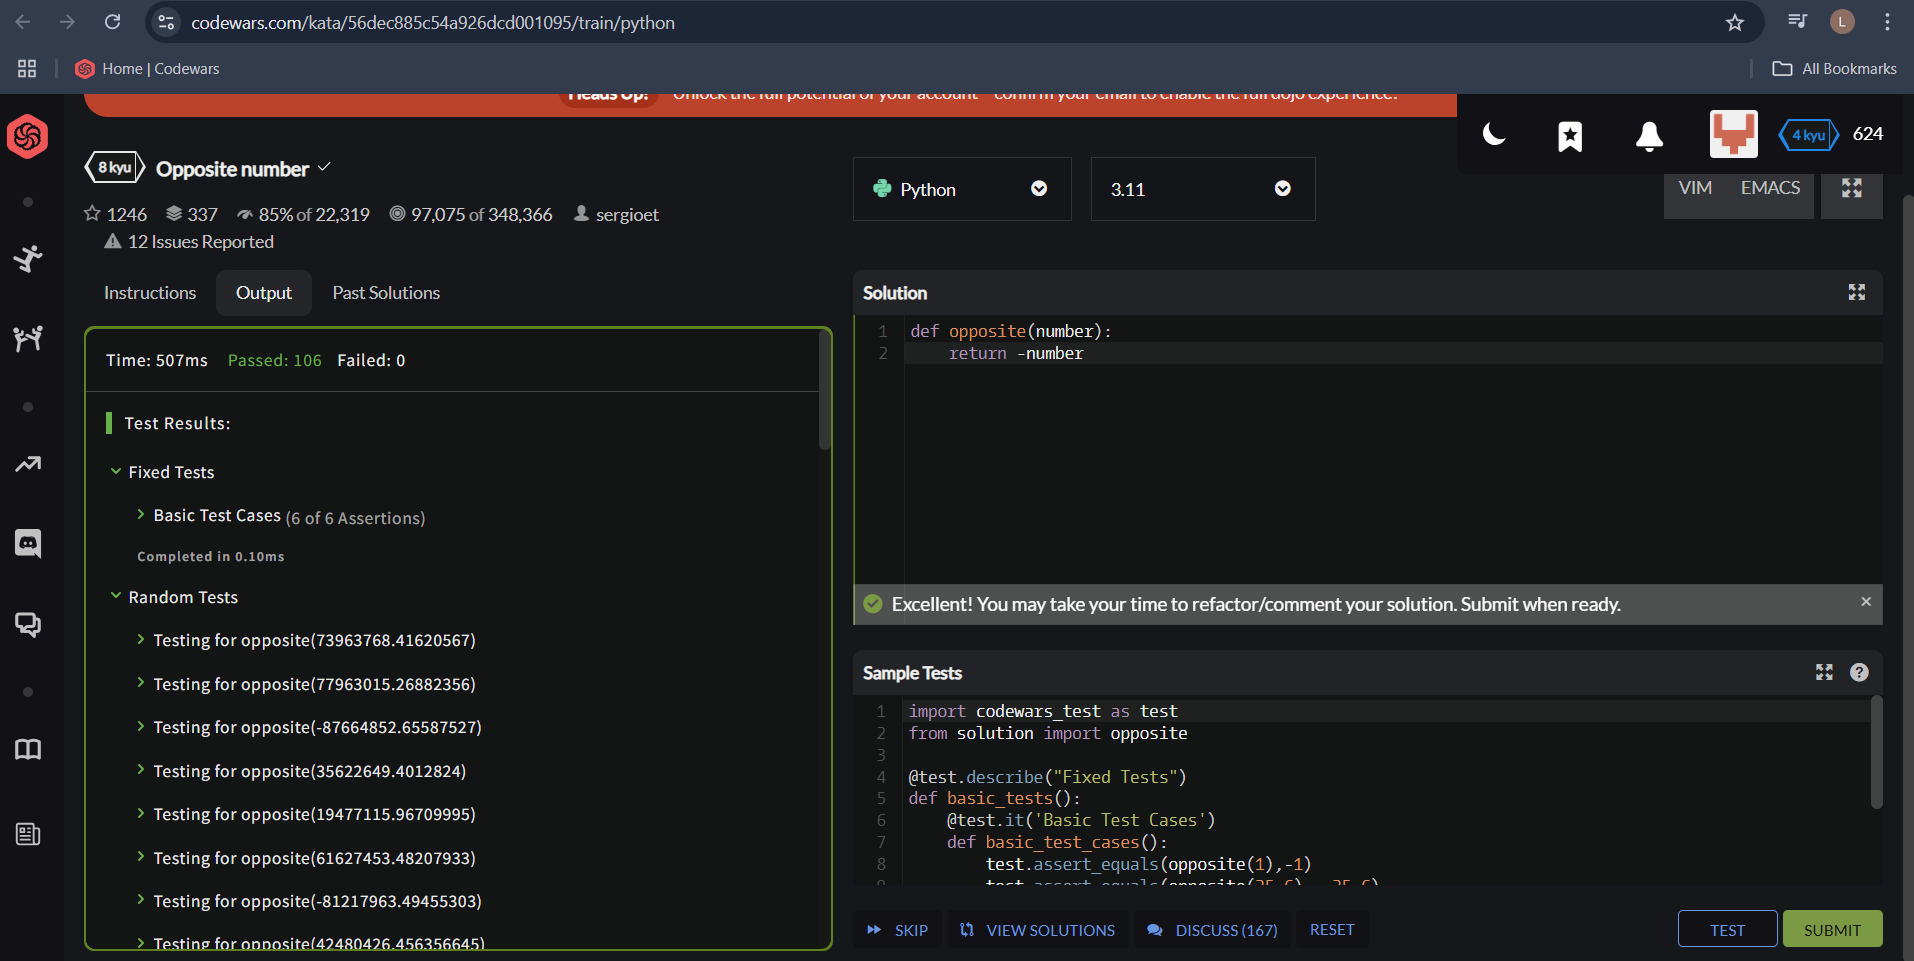 codewars.com/kata/56dec885c54a926dcd001095/train/python
L
Home | Codewars
All Bookmarks
Heads Up! Unlock the full potential of your account - confirm your email to enable the full dojo experience.
4 kyu 624
8 kyu Opposite number
1246 337 85% of 22,319 97,075 of 348,366 sergioet
12 Issues Reported
Python
3.11
VIM EMACS
Instructions Output Past Solutions
Time: 507ms Passed: 106 Failed: 0
Test Results:
Fixed Tests
Basic Test Cases (6 of 6 Assertions)
Completed in 0.10ms
Random Tests
Testing for opposite(73963768.41620567)
Testing for opposite(77963015.26882356)
Testing for opposite(-87664852.65587527)
Testing for opposite(35622649.4012824)
Testing for opposite(19477115.96709995)
Testing for opposite(61627453.48207933)
Testing for opposite(-81217963.49455303)
Testing for opposite(42480426.456356645)
Solution
1 def opposite(number):
2     return -number
Excellent! You may take your time to refactor/comment your solution. Submit when ready.
Sample Tests
?
1 import codewars_test as test
2 from solution import opposite
3
4 @test.describe("Fixed Tests")
5 def basic_tests():
6     @test.it('Basic Test Cases')
7     def basic_test_cases():
8         test.assert_equals(opposite(1),-1)
9         test.assert_equals(opposite(25.6), -25.6)
SKIP VIEW SOLUTIONS DISCUSS (167) RESET
TEST SUBMIT